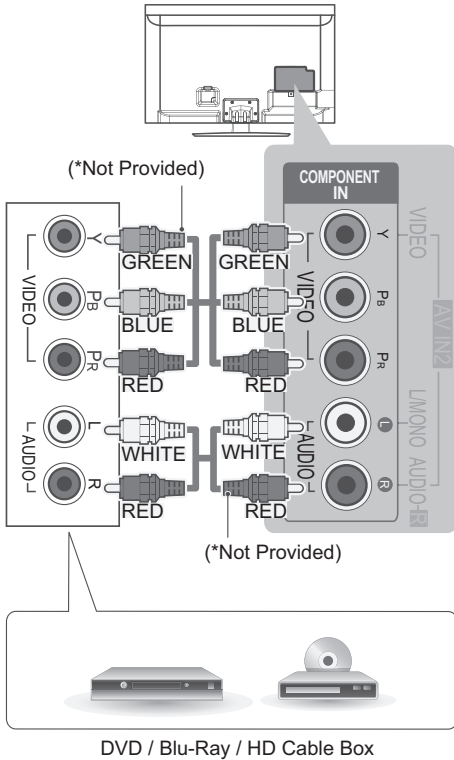 (*Not Provided)
COMPONENT
IN
VIDEO
Y
PB
PR
AUDIO
L
R
GREEN
BLUE
RED
WHITE
RED
GREEN
BLUE
RED
WHITE
RED
VIDEO
Y
PB
PR
AUDIO
L
R
VIDEO
AV IN2
L/MONO AUDIO-R
(*Not Provided)
DVD / Blu-Ray / HD Cable Box